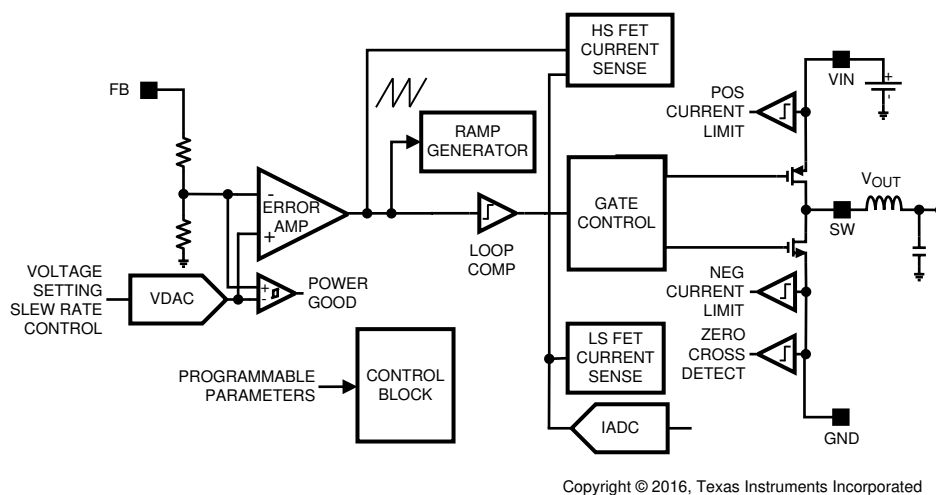 HS FET
CURRENT
SENSE
FB
VIN
+
-
POS
CURRENT
LIMIT
RAMP
GENERATOR
-
ERROR
AMP
+
GATE
CONTROL
VOUT
SW
LOOP
COMP
VOLTAGE
SETTING
SLEW RATE
CONTROL
VDAC
+
-
POWER
GOOD
NEG
CURRENT
LIMIT
ZERO
CROSS
DETECT
LS FET
CURRENT
SENSE
PROGRAMMABLE
PARAMETERS
CONTROL
BLOCK
IADC
GND
Copyright © 2016, Texas Instruments Incorporated